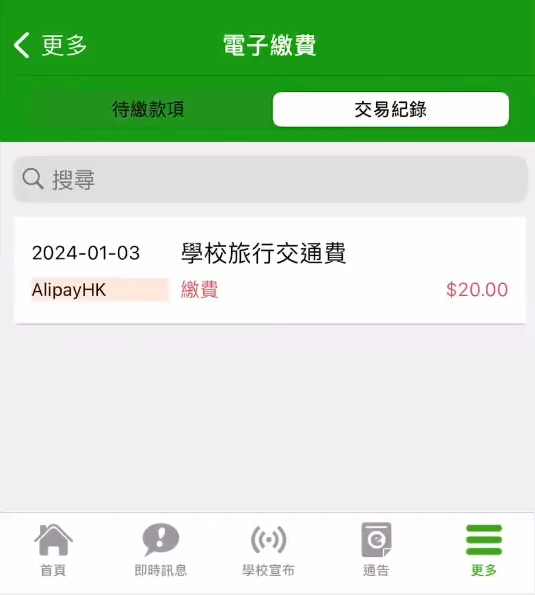 更多 電子繳費
待繳款項 交易紀錄
搜尋
2024-01-03 學校旅行交通費
AlipayHK 繳費 $20.00
首頁 即時訊息 學校宣布 通告 更多